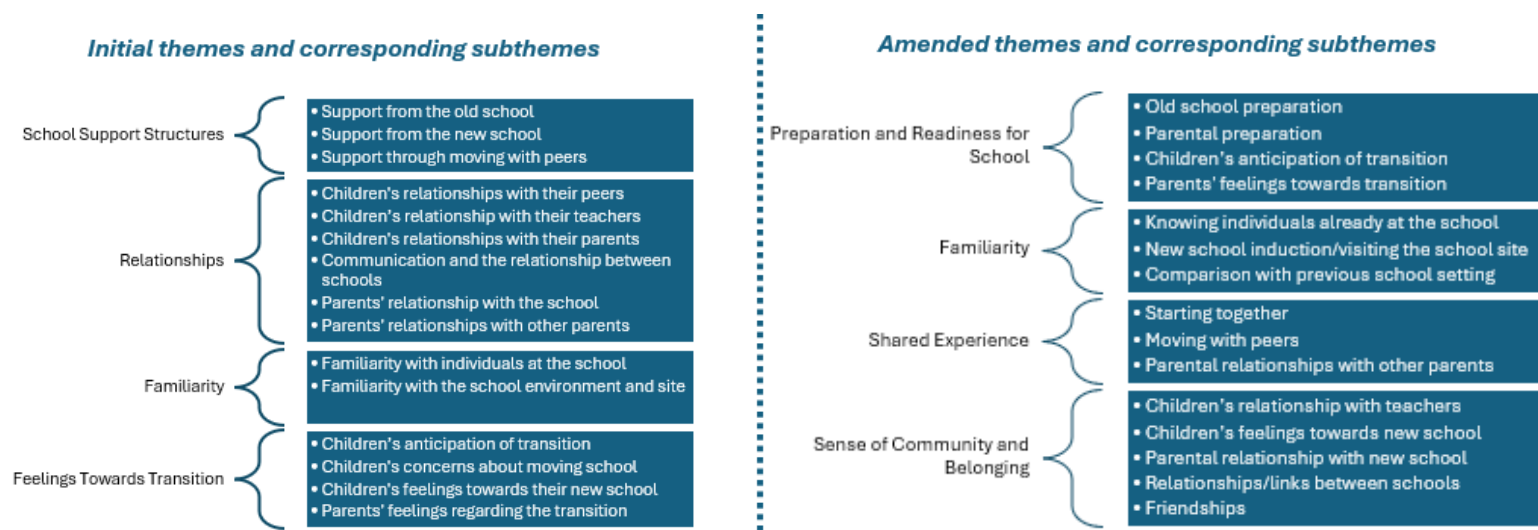 Initial themes and corresponding subthemes
School Support Structures
• Support from the old school
• Support from the new school
• Support through moving with peers
Relationships
• Children's relationships with their peers
• Children's relationship with their teachers
• Children's relationships with their parents
• Communication and the relationship between
schools
• Parents' relationship with the school
• Parents' relationships with other parents
Familiarity
• Familiarity with individuals at the school
• Familiarity with the school environment and site
Feelings Towards Transition
• Children's anticipation of transition
• Children's concerns about moving school
• Children's feelings towards their new school
• Parents' feelings regarding the transition
Amended themes and corresponding subthemes
Preparation and Readiness for
School
• Old school preparation
• Parental preparation
• Children's anticipation of transition
• Parents' feelings towards transition
Familiarity
• Knowing individuals already at the school
• New school induction/visiting the school site
• Comparison with previous school setting
Shared Experience
• Starting together
• Moving with peers
• Parental relationships with other parents
Sense of Community and
Belonging
• Children's relationship with teachers
• Children's feelings towards new school
• Parental relationship with new school
• Relationships/links between schools
• Friendships